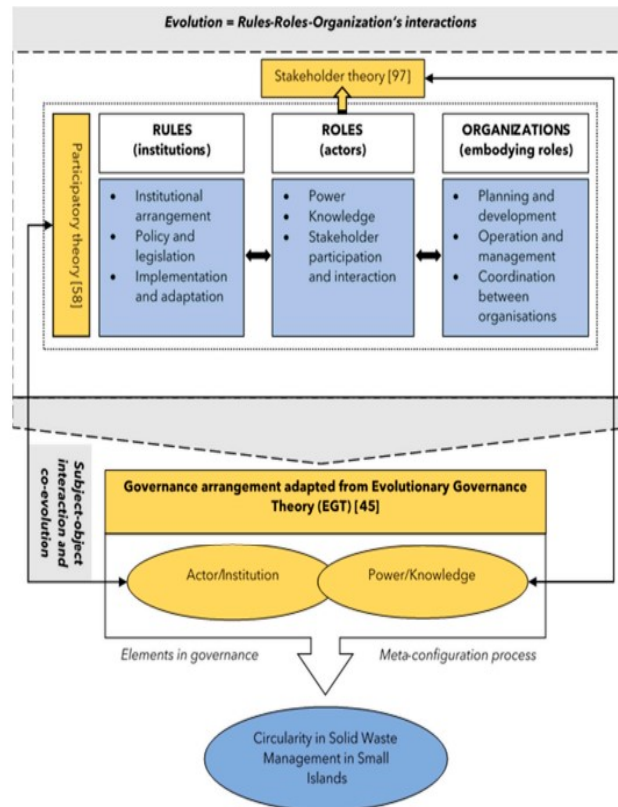 Evolution = Rules-Roles-Organization's interactions
Stakeholder theory [97]
Participatory theory [58]
RULES
(institutions)
• Institutional
arrangement
• Policy and
legislation
• Implementation
and adaptation
ROLES
(actors)
• Power
• Knowledge
• Stakeholder
participation
and interaction
ORGANIZATIONS
(embodying roles)
• Planning and
development
• Operation and
management
• Coordination
between
organisations
Subject-object
interaction and
co-evolution
Governance arrangement adapted from Evolutionary Governance
Theory (EGT) [45]
Actor/Institution
Power/Knowledge
Elements in governance
Meta-configuration process
Circularity in Solid Waste
Management in Small
Islands